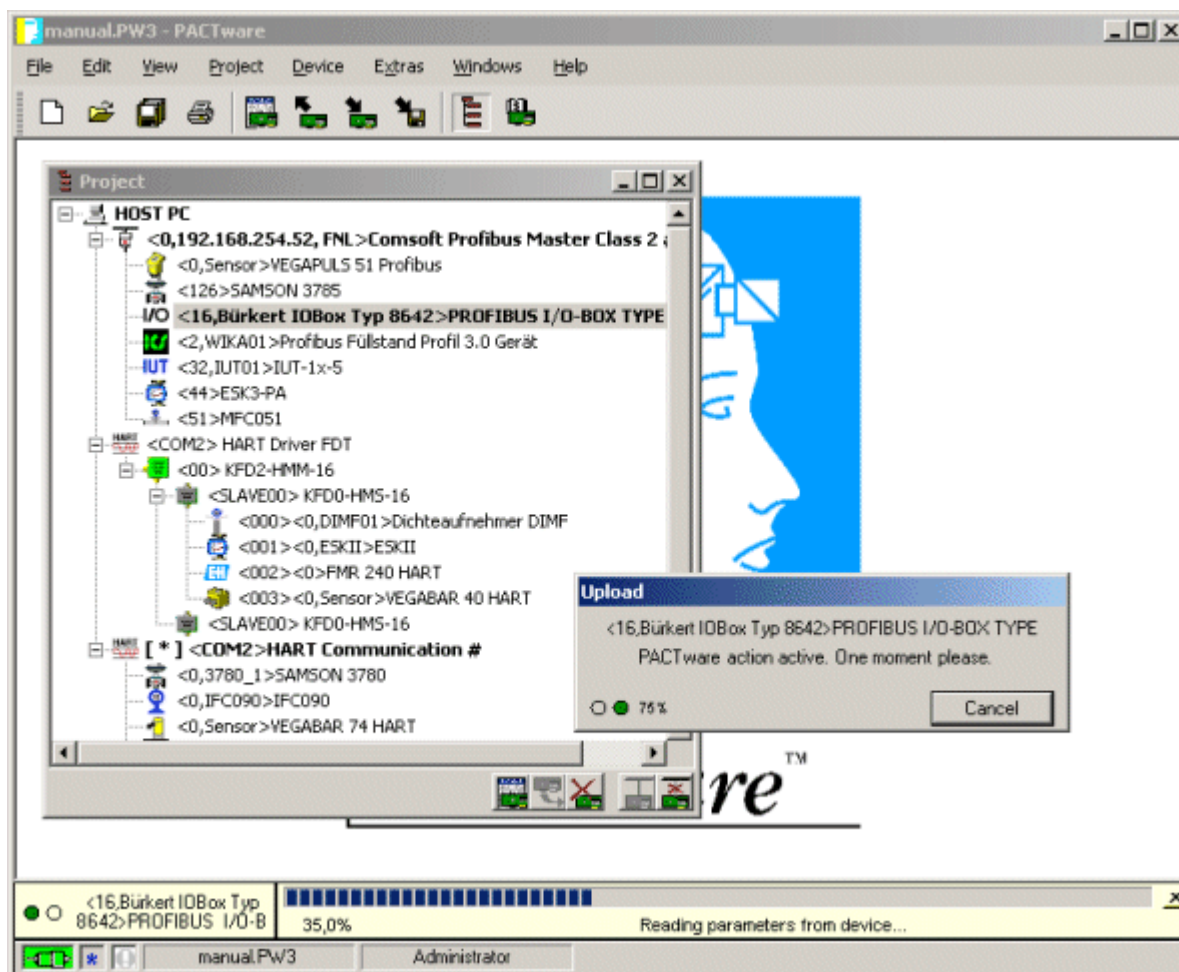 manual.PW3 - PACTware
File Edit View Project Device Extras Windows Help
Project
HOST PC
<0,192.168.254.52, FNL>Comsoft Profibus Master Class 2
<0,Sensor>VEGAPULS 51 Profibus
<126>SAMSON 3785
I/O <16,Bürkert IOBox Typ 8642>PROFIBUS I/O-BOX TYPE
<2,WIKA01>Profibus Füllstand Profil 3.0 Gerät
IUT <32,IUT01>IUT-1x-5
<44>ESK3-PA
<51>MFC051
HART <COM2> HART Driver FDT
<00> KFD2-HMM-16
<SLAVE00> KFD0-HMS-16
<000><0,DIMF01>Dichteaufnehmer DIMF
<001><0,ESKII>ESKII
EH <002><0>FMR 240 HART
<003><0,Sensor>VEGABAR 40 HART
<SLAVE00> KFD0-HMS-16
HART [ * ] <COM2>HART Communication #
<0,3780_1>SAMSON 3780
<0,IFC090>IFC090
<0,Sensor>VEGABAR 74 HART
Upload
<16,Bürkert IOBox Typ 8642>PROFIBUS I/O-BOX TYPE
PACTware action active. One moment please.
75%
Cancel
re™
<16,Bürkert IOBox Typ
8642>PROFIBUS I/O-B
35,0% Reading parameters from device...
manual.PW3 Administrator